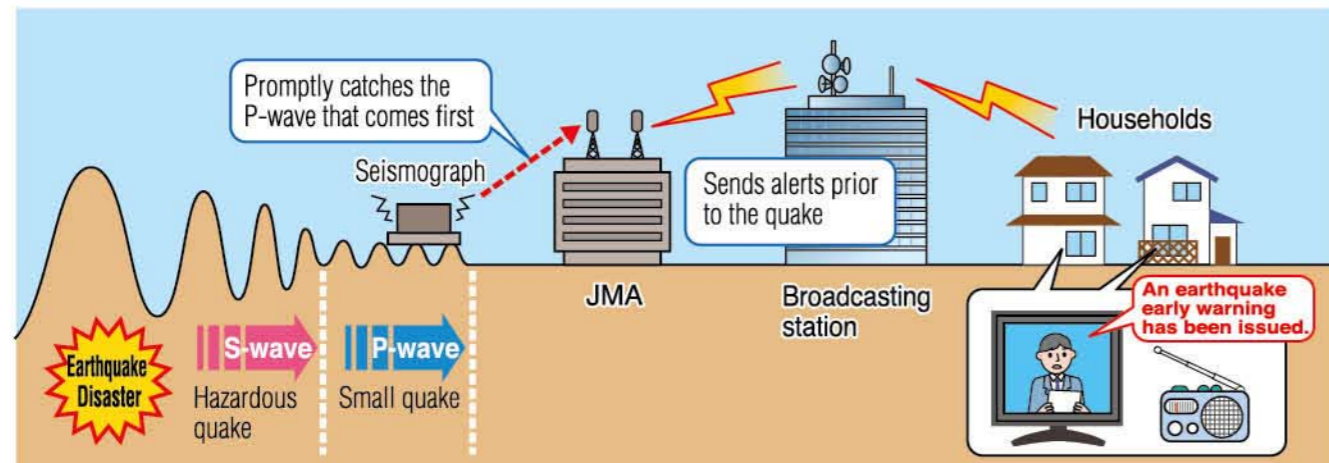 Promptly catches the
P-wave that comes first
Seismograph
Households
Sends alerts prior
to the quake
JMA
Broadcasting
station
An earthquake
early warning
has been issued.
Earthquake
Disaster
S-wave
Hazardous
quake
P-wave
Small quake